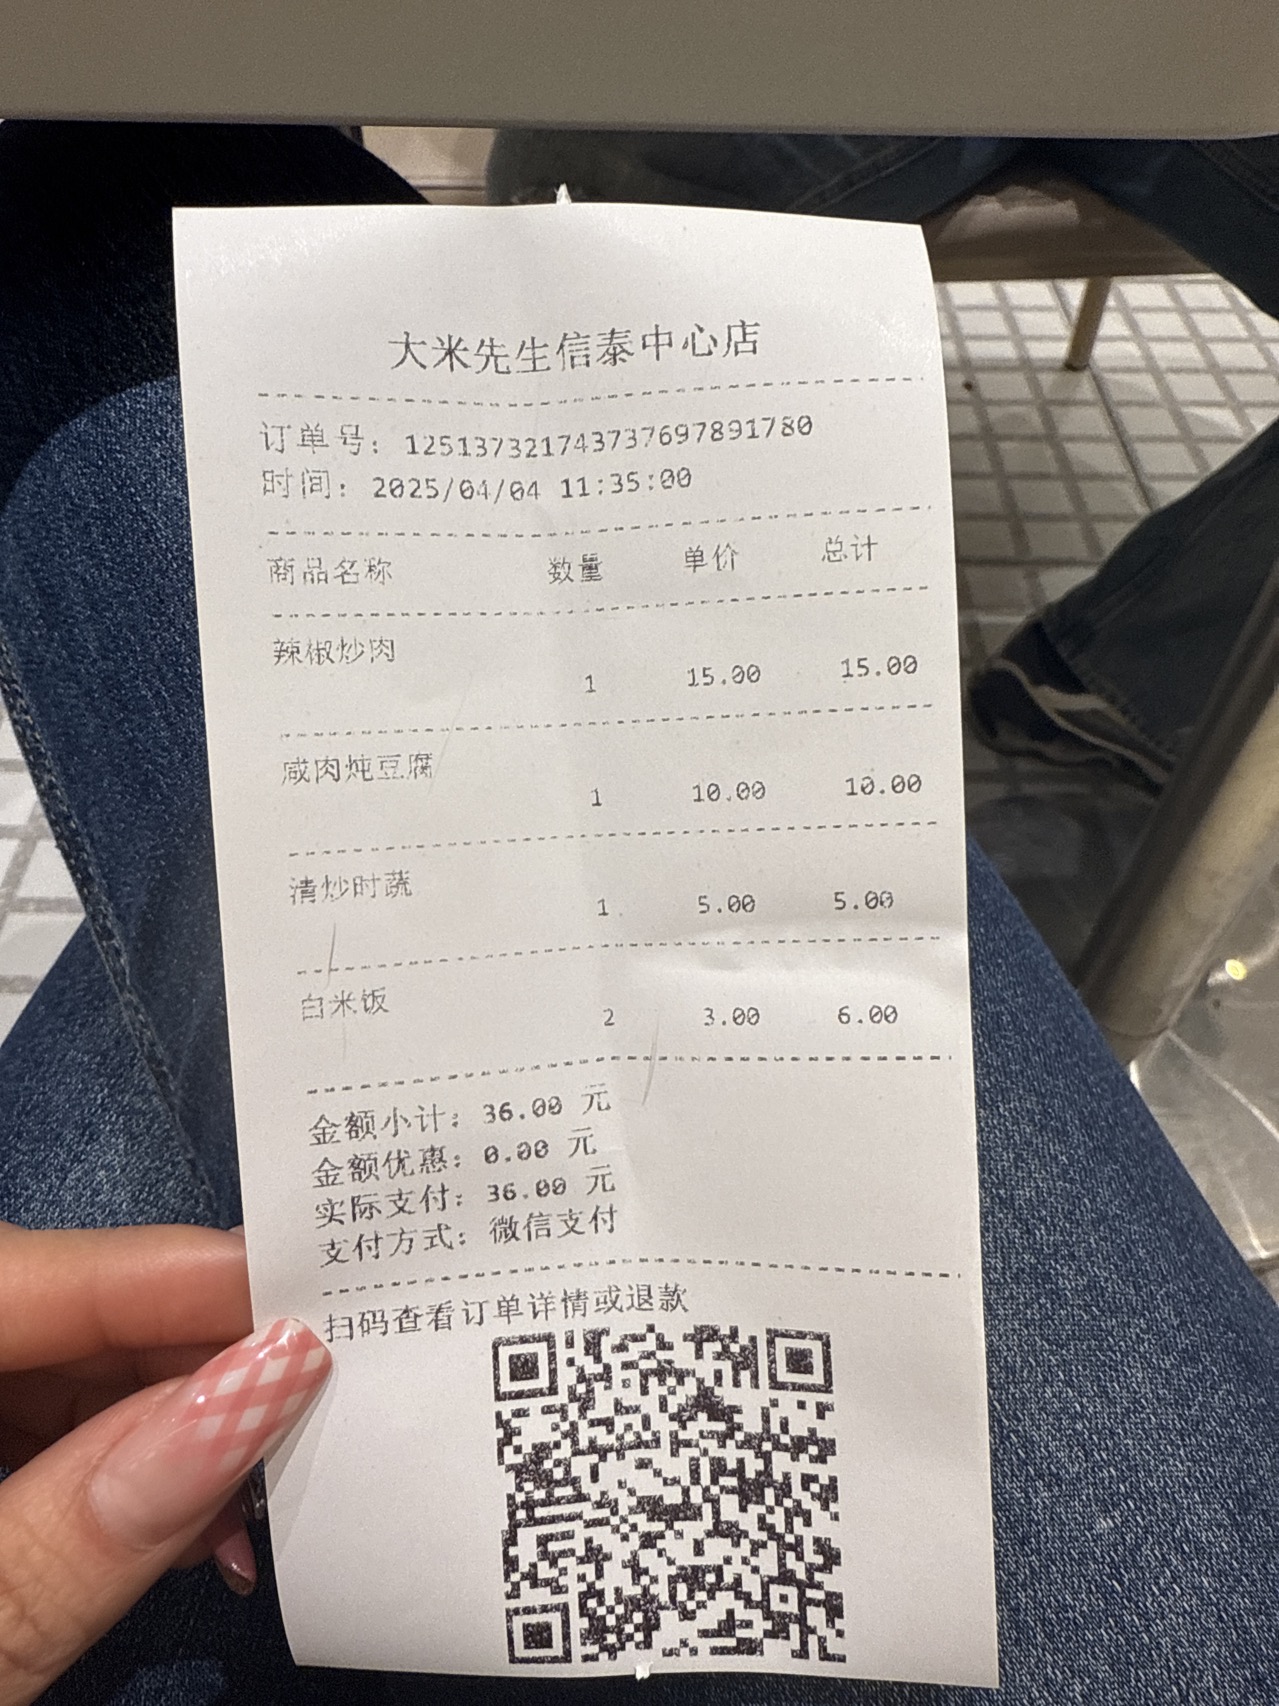 大米先生信泰中心店
订单号：1251373217437376978917​80
时间：2025/04/04 11:35:00
商品名称 数量 单价 总计
辣椒炒肉
1 15.00 15.00
咸肉炖豆腐
1 10.00 10.00
清炒时蔬
1 5.00 5.00
白米饭
2 3.00 6.00
金额小计：36.00 元
金额优惠：0.00 元
实际支付：36.00 元
支付方式：微信支付
扫码查看订单详情或退款